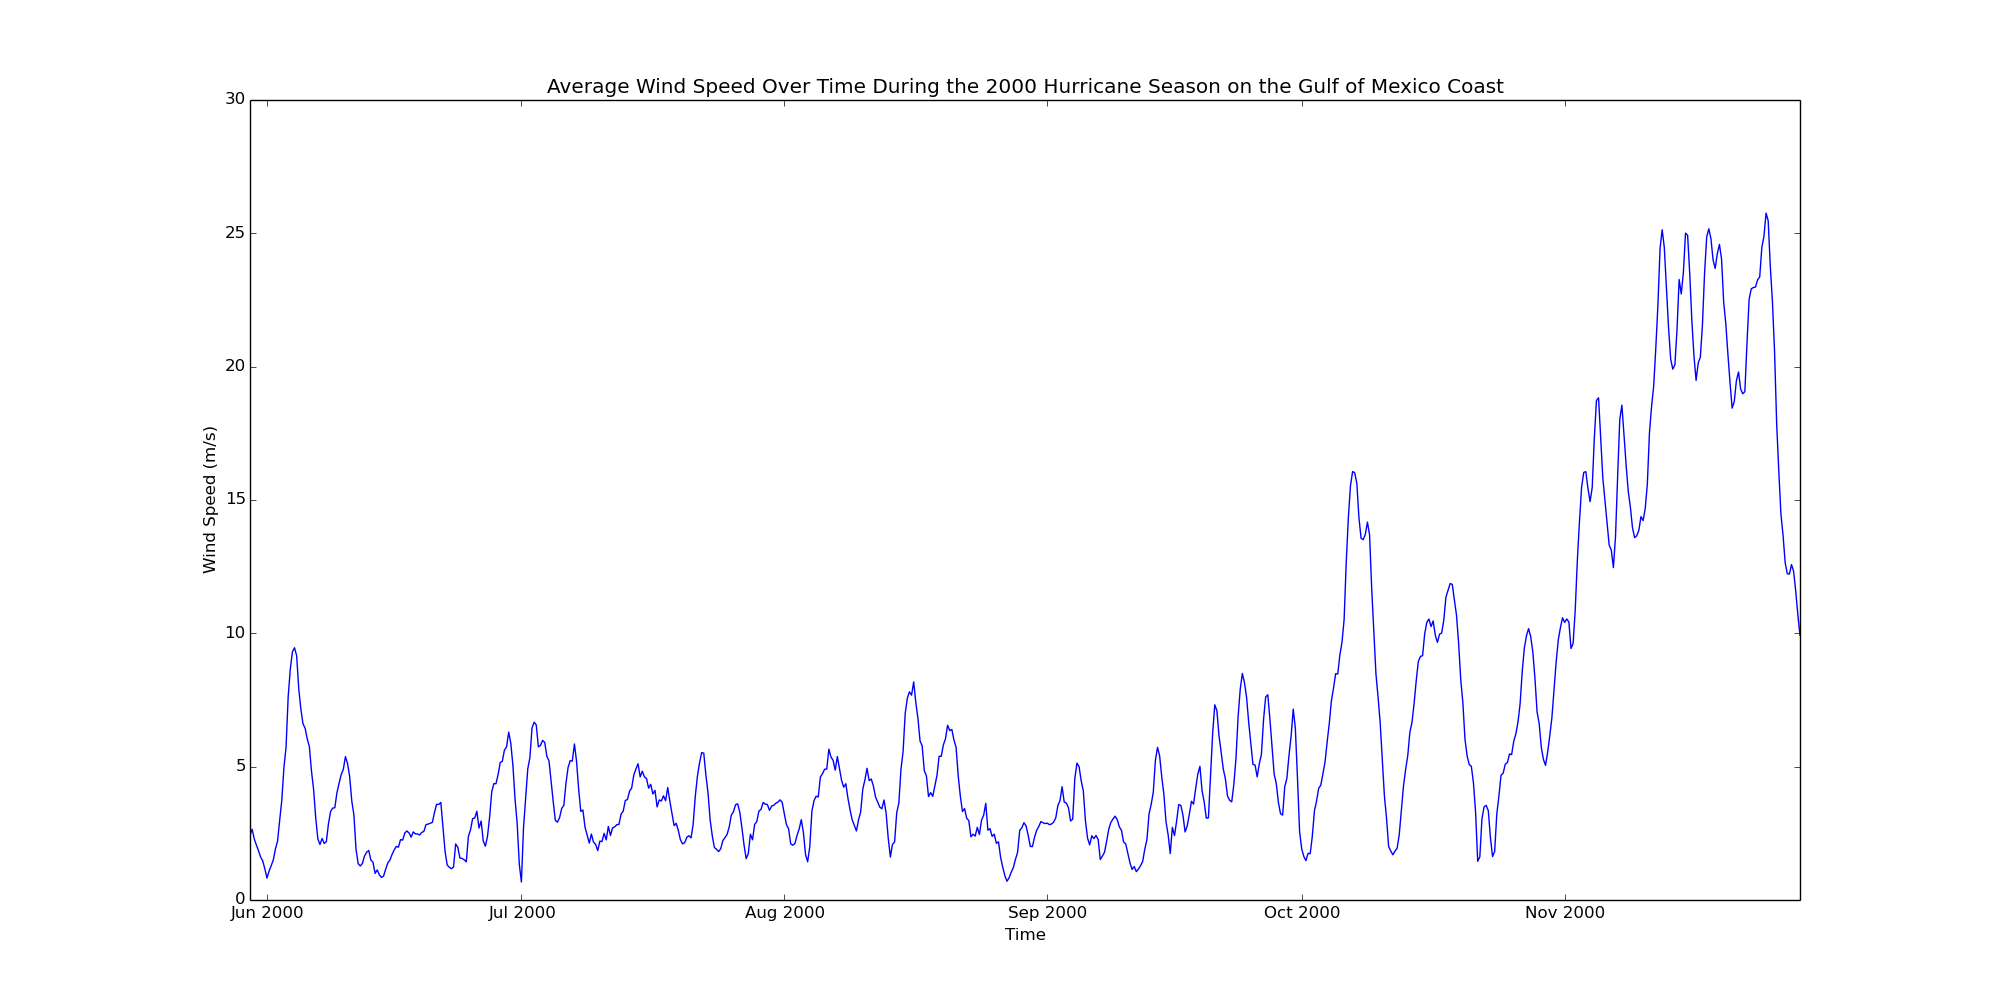 Average Wind Speed Over Time During the 2000 Hurricane Season on the Gulf of Mexico Coast
30
25
20
15
10
5
0
Wind Speed (m/s)
Jun 2000 Jul 2000 Aug 2000 Sep 2000 Oct 2000 Nov 2000
Time